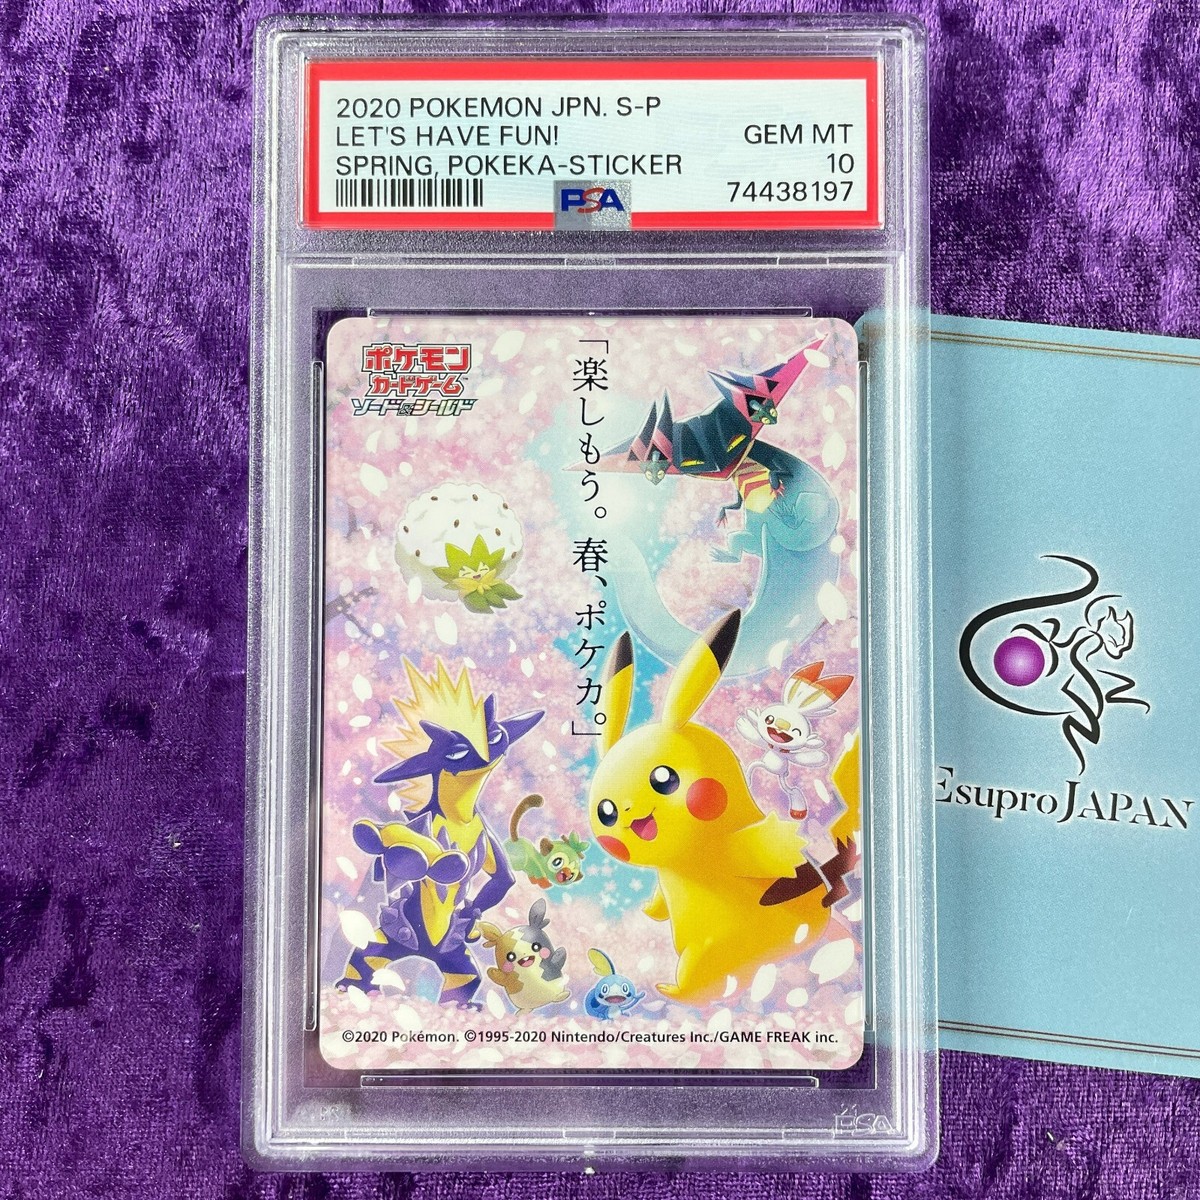 2020 POKEMON JPN. S-P
LET'S HAVE FUN!
GEM MT
SPRING, POKEKA-STICKER
10
PSA
74438197
ポケモン
カードゲーム
ソード&シールド
「楽しもう。春、ポケカ。」
EsuproJAPAN
©2020 Pokémon. ©1995-2020 Nintendo/Creatures Inc./GAME FREAK inc.
PSA